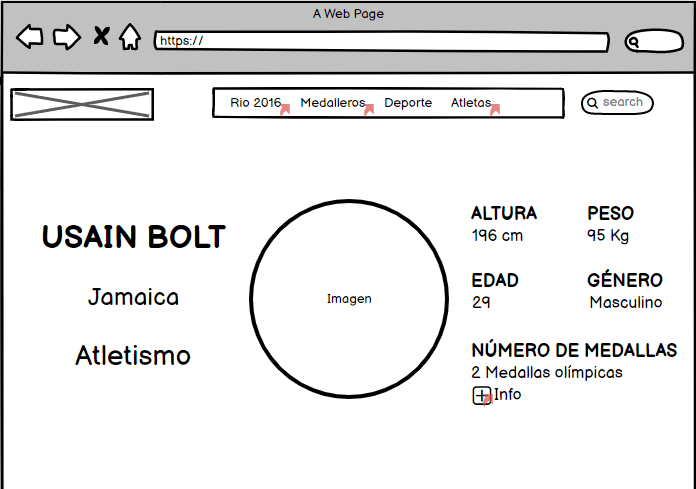 A Web Page
https://
Rio 2016 Medalleros Deporte Atletas
search
USAIN BOLT
Jamaica
Atletismo
Imagen
ALTURA PESO
196 cm 95 Kg
EDAD GÉNERO
29 Masculino
NÚMERO DE MEDALLAS
2 Medallas olímpicas
Info